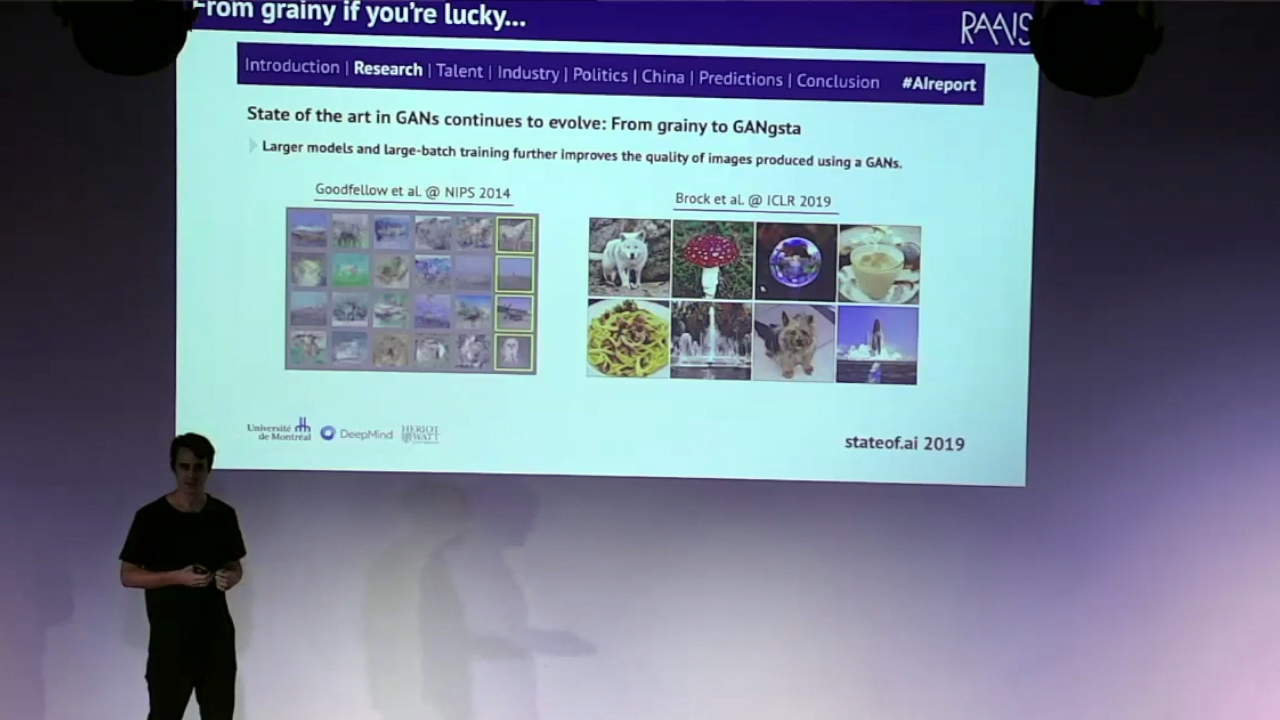 From grainy if you're lucky...
RAAIS
Introduction | Research | Talent | Industry | Politics | China | Predictions | Conclusion #AIreport
State of the art in GANs continues to evolve: From grainy to GANgsta
Larger models and large-batch training further improves the quality of images produced using a GANs.
Goodfellow et al. @ NIPS 2014
Brock et al. @ ICLR 2019
Université
de Montréal
DeepMind
HERIOT
WATT
stateof.ai 2019